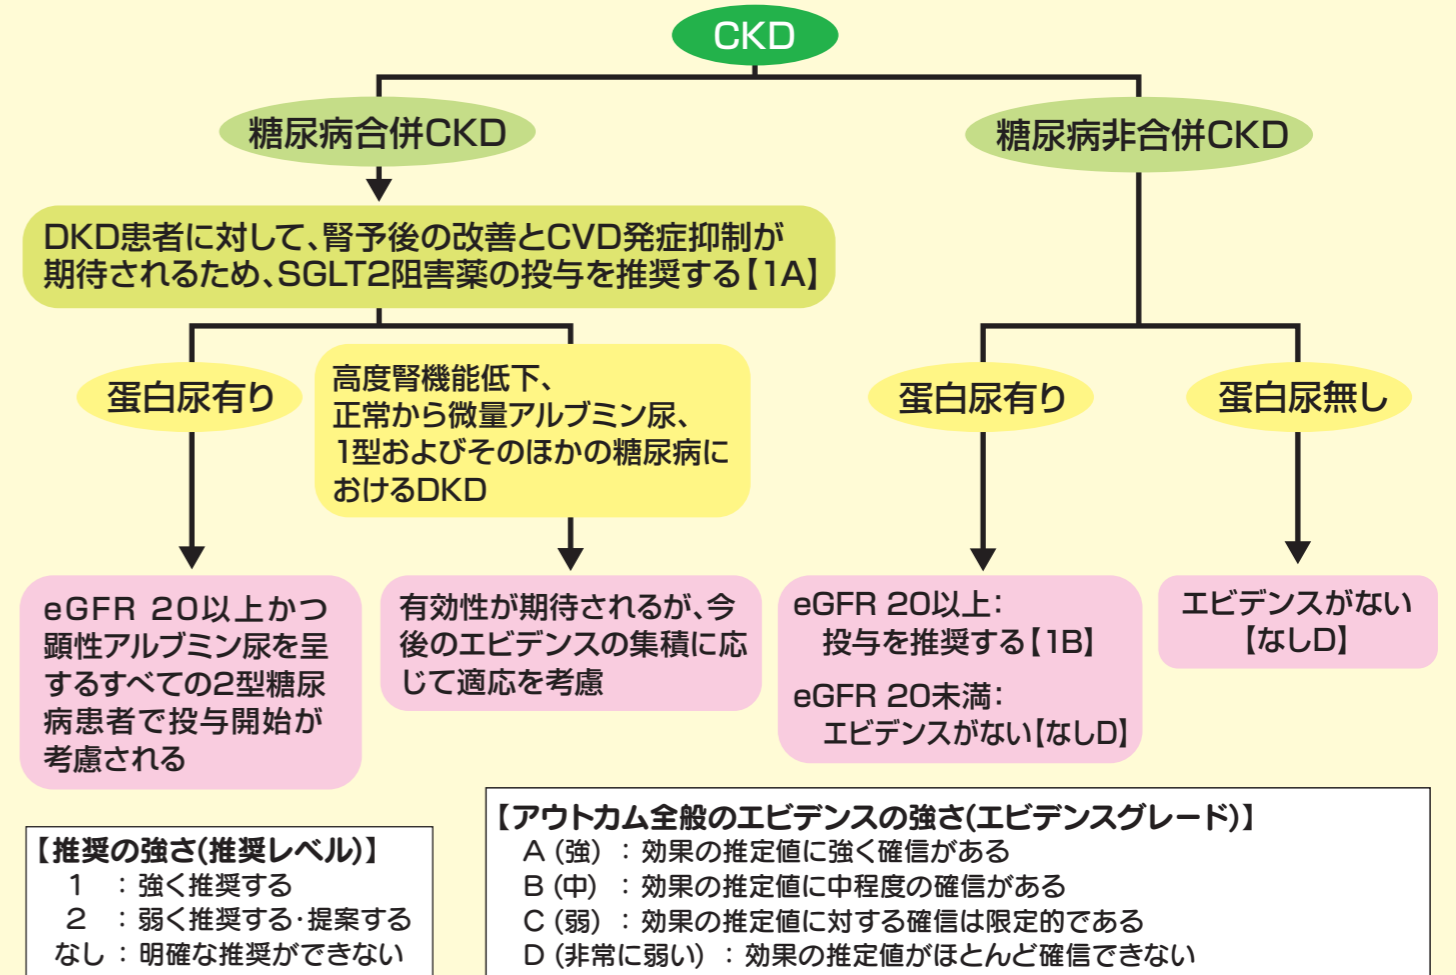 CKD
糖尿病合併CKD
糖尿病非合併CKD
DKD患者に対して、腎予後の改善とCVD発症抑制が
期待されるため、SGLT2阻害薬の投与を推奨する【1A】
蛋白尿有り
高度腎機能低下、
正常から微量アルブミン尿、
1型およびそのほかの糖尿病に
おけるDKD
蛋白尿有り
蛋白尿無し
eGFR 20以上かつ
顕性アルブミン尿を呈
するすべての2型糖尿
病患者で投与開始が
考慮される
有効性が期待されるが、今
後のエビデンスの集積に応
じて適応を考慮
eGFR 20以上：
投与を推奨する【1B】
eGFR 20未満：
エビデンスがない【なしD】
エビデンスがない
【なしD】
【推奨の強さ(推奨レベル)】
1 ：強く推奨する
2 ：弱く推奨する・提案する
なし：明確な推奨ができない
【アウトカム全般のエビデンスの強さ(エビデンスグレード)】
A (強) ：効果の推定値に強く確信がある
B (中) ：効果の推定値に中程度の確信がある
C (弱) ：効果の推定値に対する確信は限定的である
D (非常に弱い) ：効果の推定値がほとんど確信できない